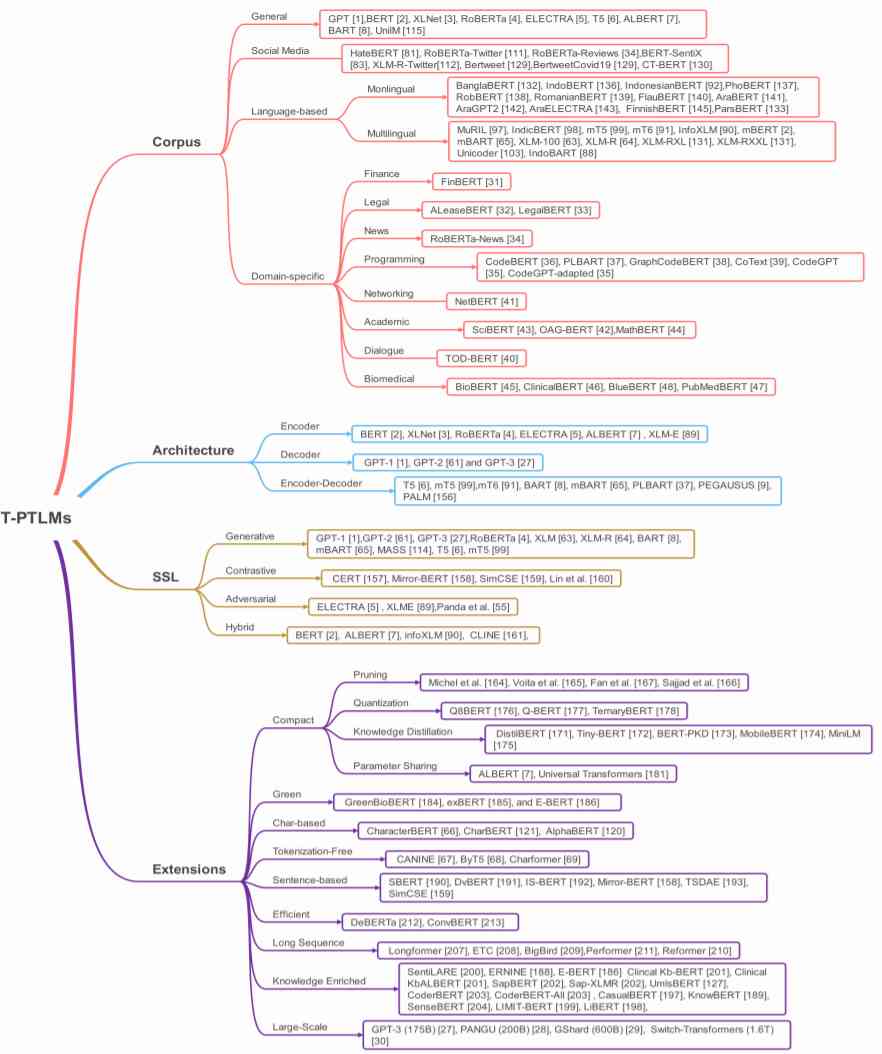 General
GPT [1],BERT [2], XLNet [3], RoBERTa [4], ELECTRA [5], T5 [6], ALBERT [7],
BART [8], UnilM [115]
Social Media
HateBERT [81], RoBERTa-Twitter [111], RoBERTa-Reviews [34],BERT-SentiX
[83], XLM-R-Twitter[112], Bertweet [129],BertweetCovid19 [129], CT-BERT [130]
Language-based
Monlingual
BanglaBERT [132], IndoBERT [136], IndonesianBERT [92],PhoBERT [137],
RobBERT [138], RomanianBERT [139], FlauBERT [140], AraBERT [141],
AraGPT2 [142], AraELECTRA [143], FinnishBERT [145],ParsBERT [133]
Multilingual
MuRIL [97], IndicBERT [98], mT5 [99], mT6 [91], InfoXLM [90], mBERT [2],
mBART [65], XLM-100 [63], XLM-R [64], XLM-RXL [131], XLM-RXXL [131],
Unicoder [103], IndoBART [88]
Corpus
Domain-specific
Finance
FinBERT [31]
Legal
ALeaseBERT [32], LegalBERT [33]
News
RoBERTa-News [34]
Programming
CodeBERT [36], PLBART [37], GraphCodeBERT [38], CoText [39], CodeGPT
[35], CodeGPT-adapted [35]
Networking
NetBERT [41]
Academic
SciBERT [43], OAG-BERT [42],MathBERT [44]
Dialogue
TOD-BERT [40]
Biomedical
BioBERT [45], ClinicalBERT [46], BlueBERT [48], PubMedBERT [47]
Architecture
Encoder
BERT [2], XLNet [3], RoBERTa [4], ELECTRA [5], ALBERT [7] , XLM-E [89]
Decoder
GPT-1 [1], GPT-2 [61] and GPT-3 [27]
Encoder-Decoder
T5 [6], mT5 [99],mT6 [91], BART [8], mBART [65], PLBART [37], PEGAUSUS [9],
PALM [156]
T-PTLMs
SSL
Generative
GPT-1 [1],GPT-2 [61], GPT-3 [27],RoBERTa [4], XLM [63], XLM-R [64], BART [8],
mBART [65], MASS [114], T5 [6], mT5 [99]
Contrastive
CERT [157], Mirror-BERT [158], SimCSE [159], Lin et al. [160]
Adversarial
ELECTRA [5] , XLME [89],Panda et al. [55]
Hybrid
BERT [2], ALBERT [7], infoXLM [90], CLINE [161],
Extensions
Compact
Pruning
Michel et al. [164], Voita et al. [165], Fan et al. [167], Sajjad et al. [166]
Quantization
Q8BERT [176], Q-BERT [177], TernaryBERT [178]
Knowledge Distillation
DistilBERT [171], Tiny-BERT [172], BERT-PKD [173], MobileBERT [174], MiniLM
[175]
Parameter Sharing
ALBERT [7], Universal Transformers [181]
Green
GreenBioBERT [184], exBERT [185], and E-BERT [186]
Char-based
CharacterBERT [66], CharBERT [121], AlphaBERT [120]
Tokenization-Free
CANINE [67], ByT5 [68], Charformer [69]
Sentence-based
SBERT [190], DvBERT [191], IS-BERT [192], Mirror-BERT [158], TSDAE [193],
SimCSE [159]
Efficient
DeBERTa [212], ConvBERT [213]
Long Sequence
Longformer [207], ETC [208], BigBird [209],Performer [211], Reformer [210]
Knowledge Enriched
SentiLARE [200], ERNINE [188], E-BERT [186] Clincal Kb-BERT [201], Clinical
KbALBERT [201], SapBERT [202], Sap-XLMR [202], UmlsBERT [127],
CoderBERT [203], CoderBERT-All [203] , CasualBERT [197], KnowBERT [189],
SenseBERT [204], LIMIT-BERT [199], LiBERT [198],
Large-Scale
GPT-3 (175B) [27], PANGU (200B) [28], GShard (600B) [29], Switch-Transformers (1.6T)
[30]